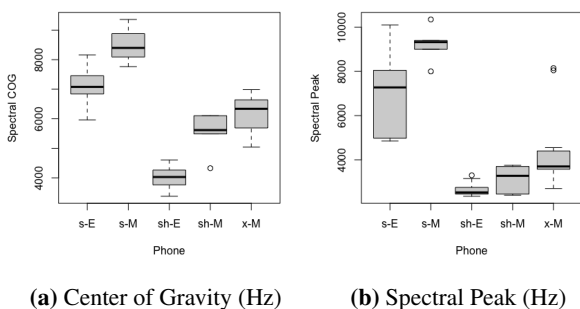 Spectral COG
8000
6000
4000
s-E s-M sh-E sh-M x-M
Phone
(a) Center of Gravity (Hz)
Spectral Peak
10000
8000
6000
4000
s-E s-M sh-E sh-M x-M
Phone
(b) Spectral Peak (Hz)